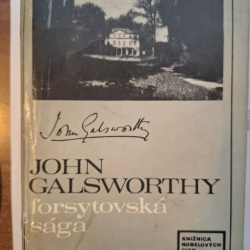 John Galsworthy
JOHN
GALSWORTHY
forsytovská
sága
KNIŽNICA
NOBELOVÝCH